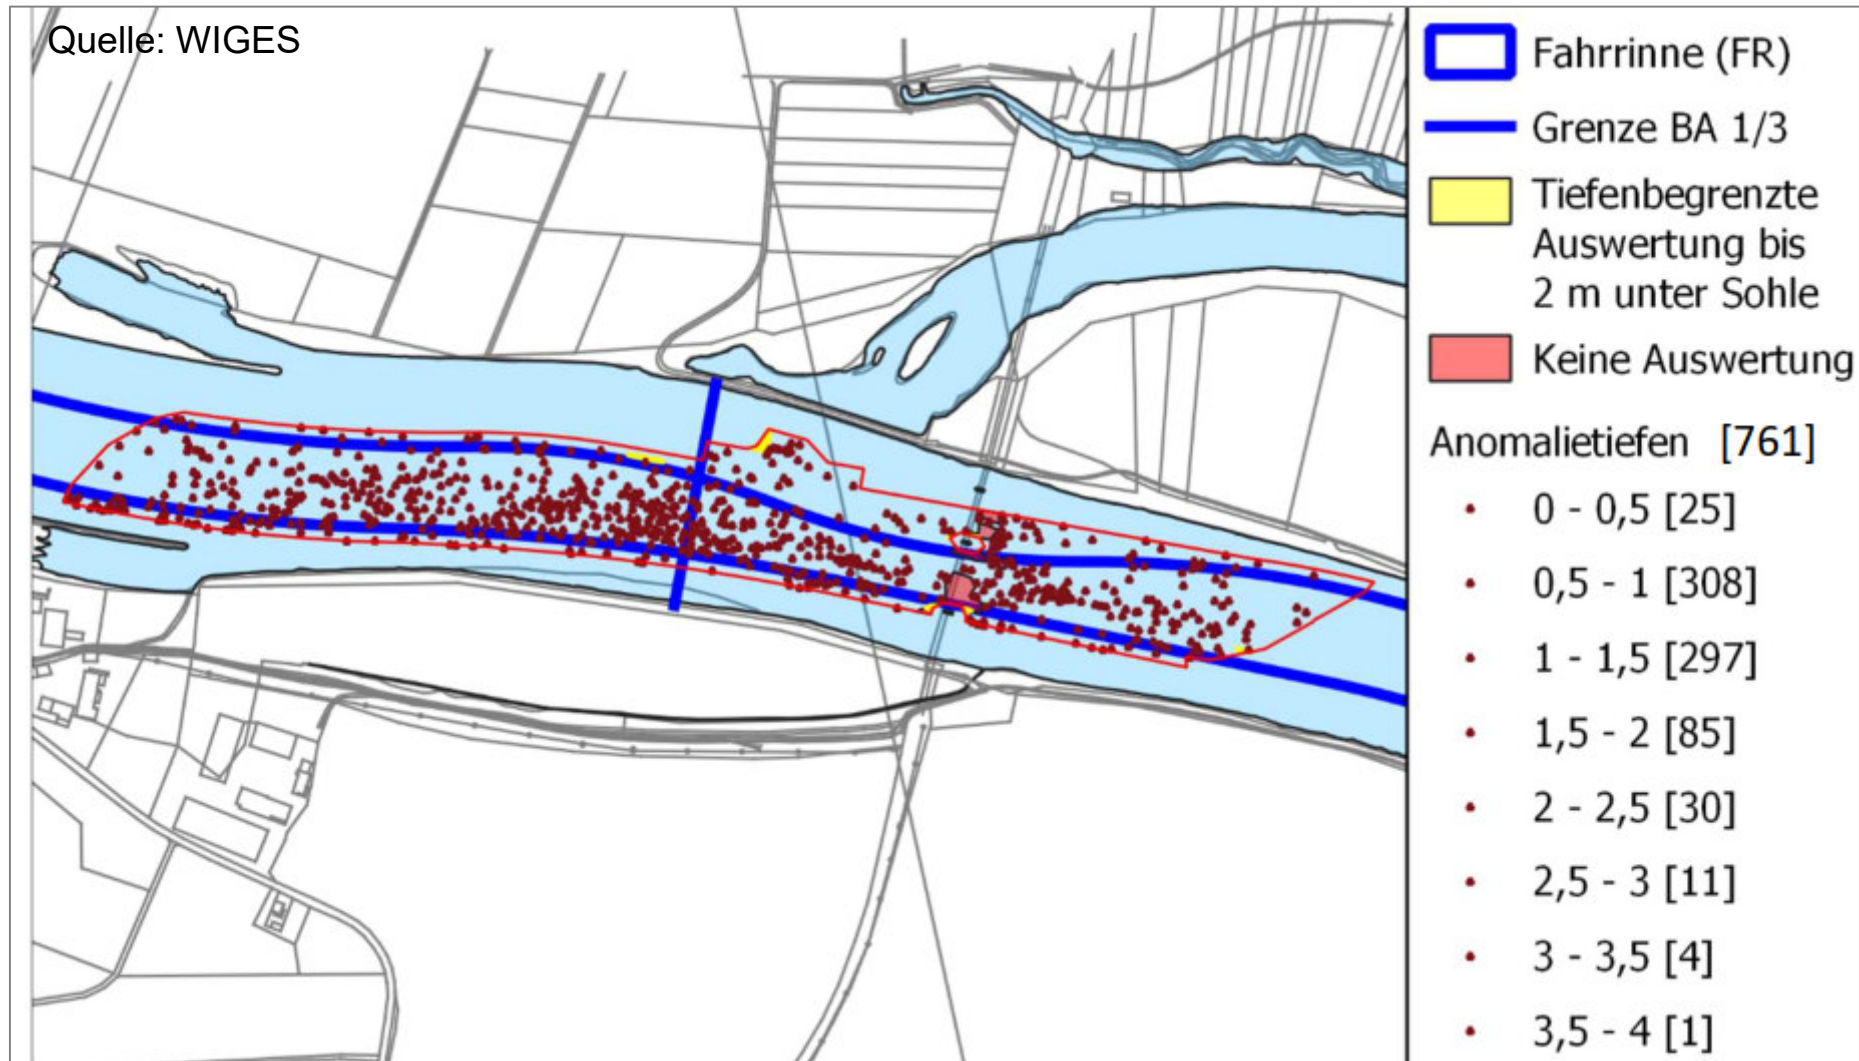 Quelle: WIGES
Fahrrinne (FR)
Grenze BA 1/3
Tiefenbegrenzte
Auswertung bis
2 m unter Sohle
Keine Auswertung
Anomalietiefen [761]
0 - 0,5 [25]
0,5 - 1 [308]
1 - 1,5 [297]
1,5 - 2 [85]
2 - 2,5 [30]
2,5 - 3 [11]
3 - 3,5 [4]
3,5 - 4 [1]